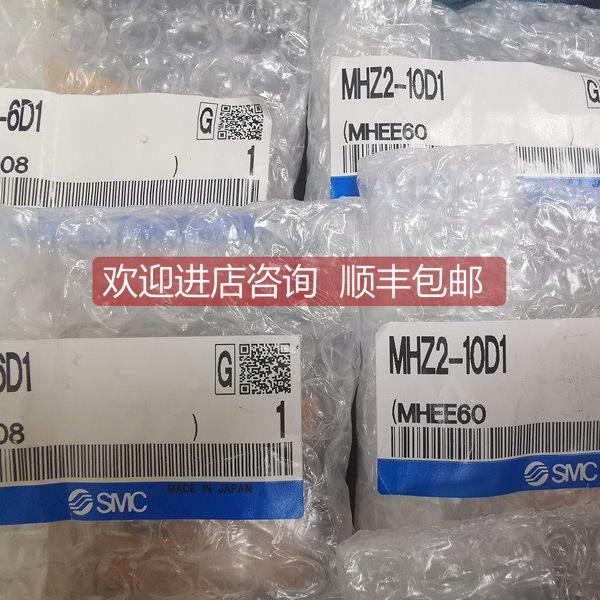 -6D1
G
08 ) 1
MHZ2-10D1
G
(MHEE60
欢迎进店咨询 顺丰包邮
6D1
G
08 ) 1
SMC
MADE IN JAPAN
MHZ2-10D1
(MHEE60
SMC